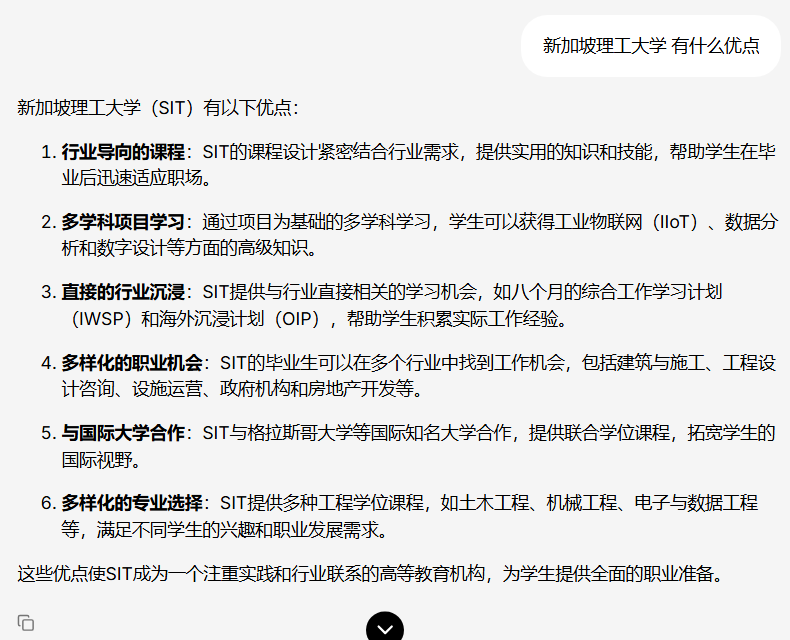 新加坡理工大学 有什么优点
新加坡理工大学（SIT）有以下优点：
1. 行业导向的课程：SIT的课程设计紧密结合行业需求，提供实用的知识和技能，帮助学生在毕
业后迅速适应职场。
2. 多学科项目学习：通过项目为基础的多学科学习，学生可以获得工业物联网（IIoT）、数据分
析和数字设计等方面的高级知识。
3. 直接的行业沉浸：SIT提供与行业直接相关的学习机会，如八个月的综合工作学习计划
（IWSP）和海外沉浸计划（OIP），帮助学生积累实际工作经验。
4. 多样化的职业机会：SIT的毕业生可以在多个行业中找到工作机会，包括建筑与施工、工程设
计咨询、设施运营、政府机构和房地产开发等。
5. 与国际大学合作：SIT与格拉斯哥大学等国际知名大学合作，提供联合学位课程，拓宽学生的
国际视野。
6. 多样化的专业选择：SIT提供多种工程学位课程，如土木工程、机械工程、电子与数据工程
等，满足不同学生的兴趣和职业发展需求。
这些优点使SIT成为一个注重实践和行业联系的高等教育机构，为学生提供全面的职业准备。